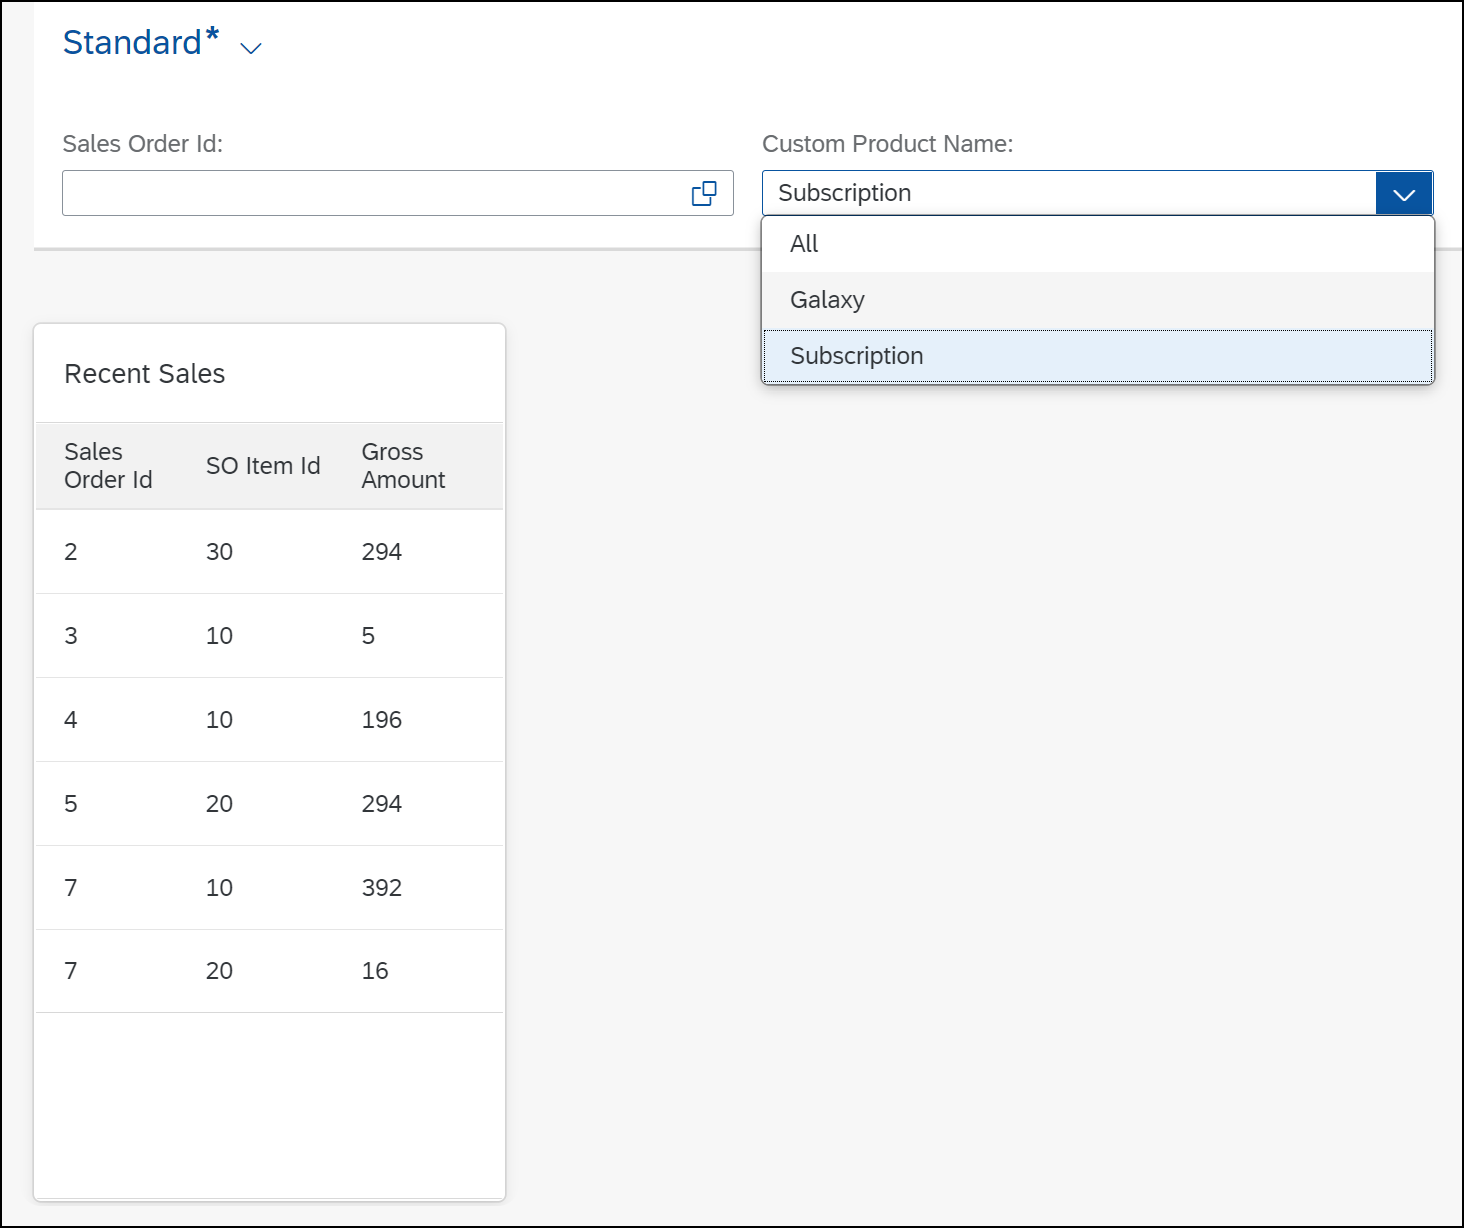 Standard*
Sales Order Id:
Custom Product Name:
Subscription
All
Galaxy
Subscription
Recent Sales
Sales Order Id SO Item Id Gross Amount
2 30 294
3 10 5
4 10 196
5 20 294
7 10 392
7 20 16